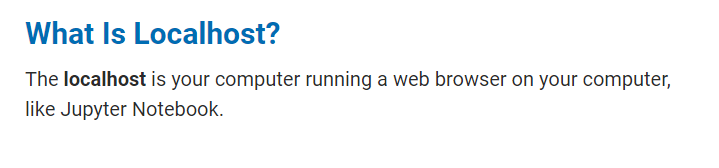 What Is Localhost?
The localhost is your computer running a web browser on your computer,
like Jupyter Notebook.